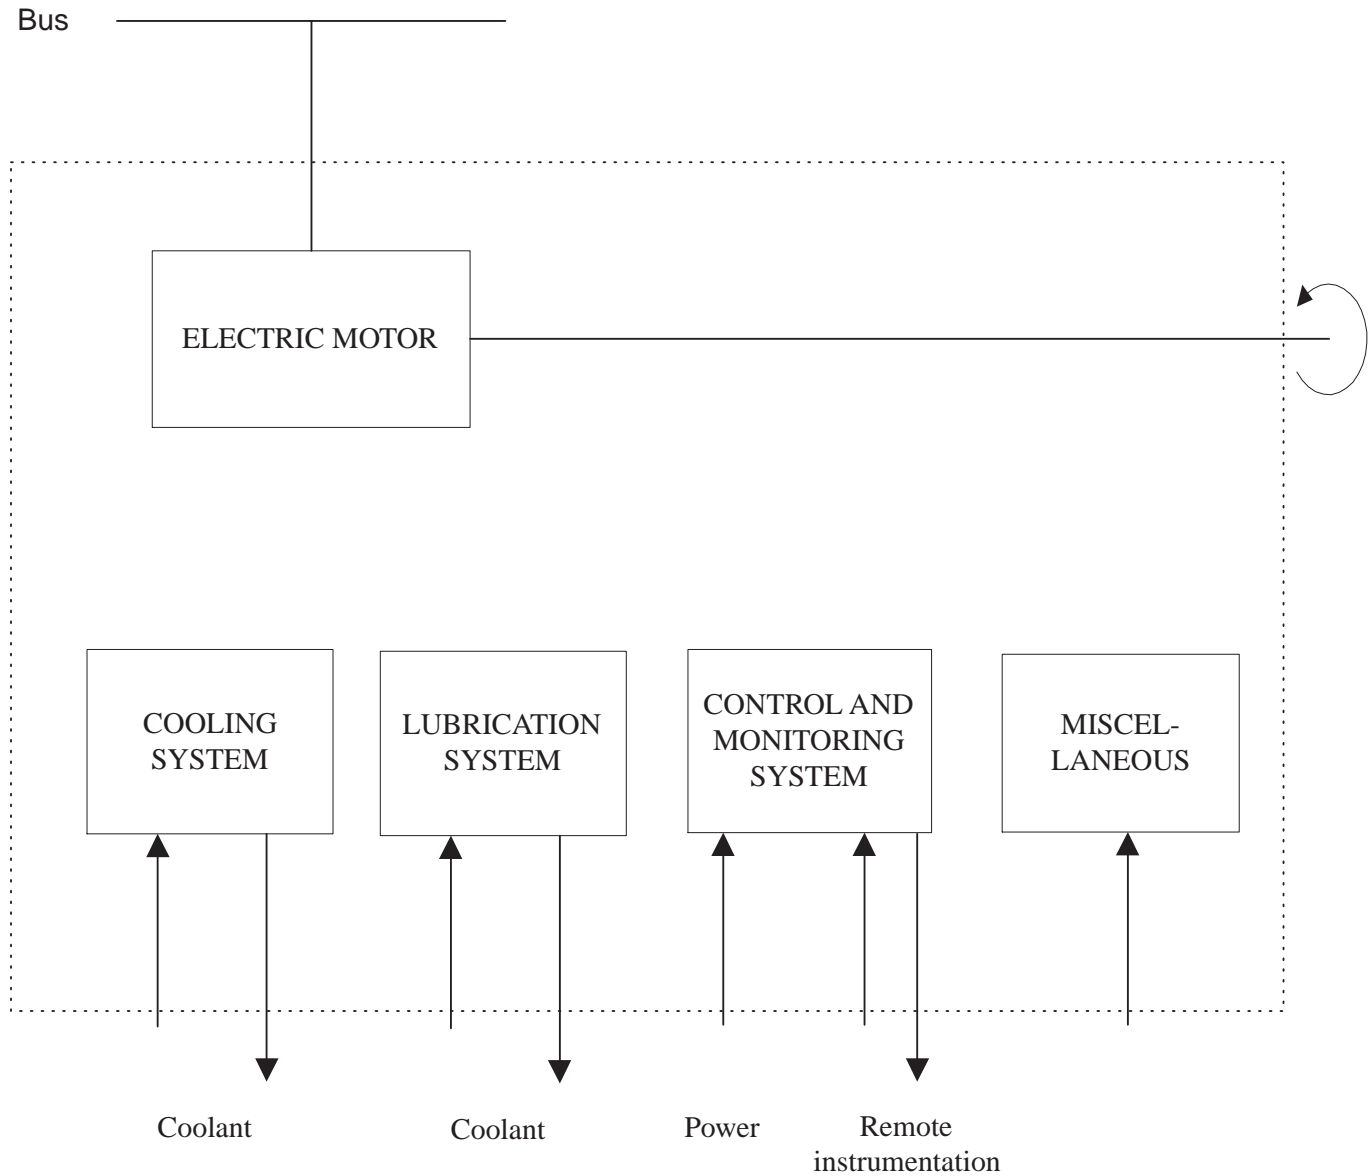 Bus
ELECTRIC MOTOR
COOLING
SYSTEM
LUBRICATION
SYSTEM
CONTROL AND
MONITORING
SYSTEM
MISCEL-
LANEOUS
Coolant
Coolant
Power
Remote
instrumentation